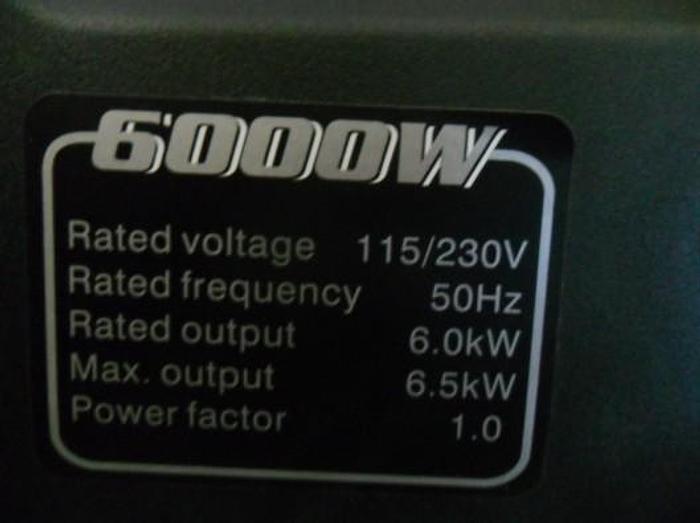 6000W
Rated voltage 115/230V
Rated frequency 50Hz
Rated output 6.0kW
Max. output 6.5kW
Power factor 1.0